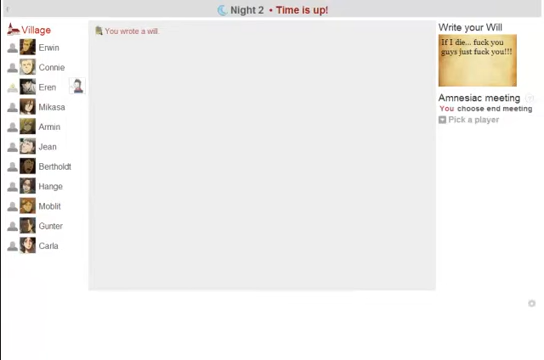 Night 2 • Time is up!
Village
Erwin
Connie
Eren
Mikasa
Armin
Jean
Bertholdt
Hange
Moblit
Gunter
Carla
You wrote a will
Write your Will
If I die... fuck you
guys just fuck you!!!
Amnesiac meeting
You choose end meeting
Pick a player